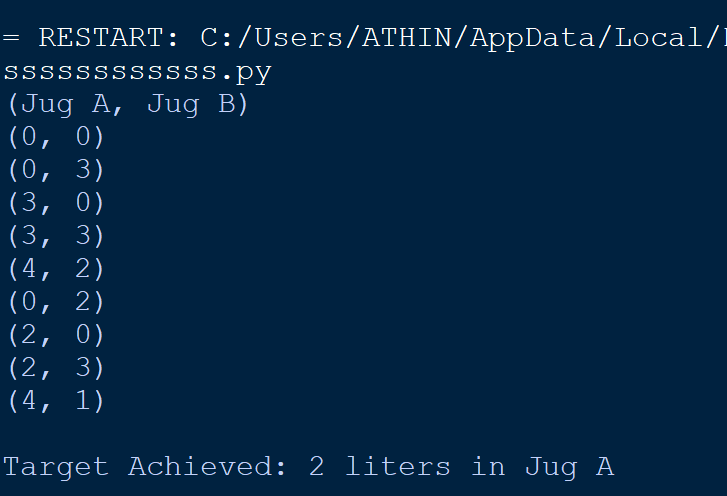 = RESTART: C:/Users/ATHIN/AppData/Local/
ssssssssssss.py
(Jug A, Jug B)
(0, 0)
(0, 3)
(3, 0)
(3, 3)
(4, 2)
(0, 2)
(2, 0)
(2, 3)
(4, 1)
Target Achieved: 2 liters in Jug A